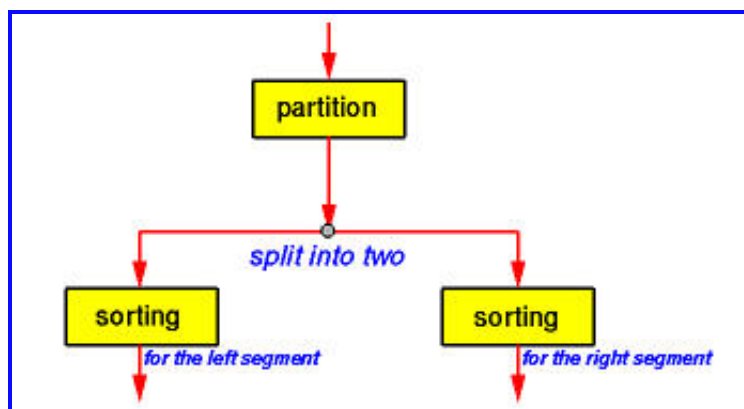 partition
split into two
sorting
sorting
for the left segment
for the right segment